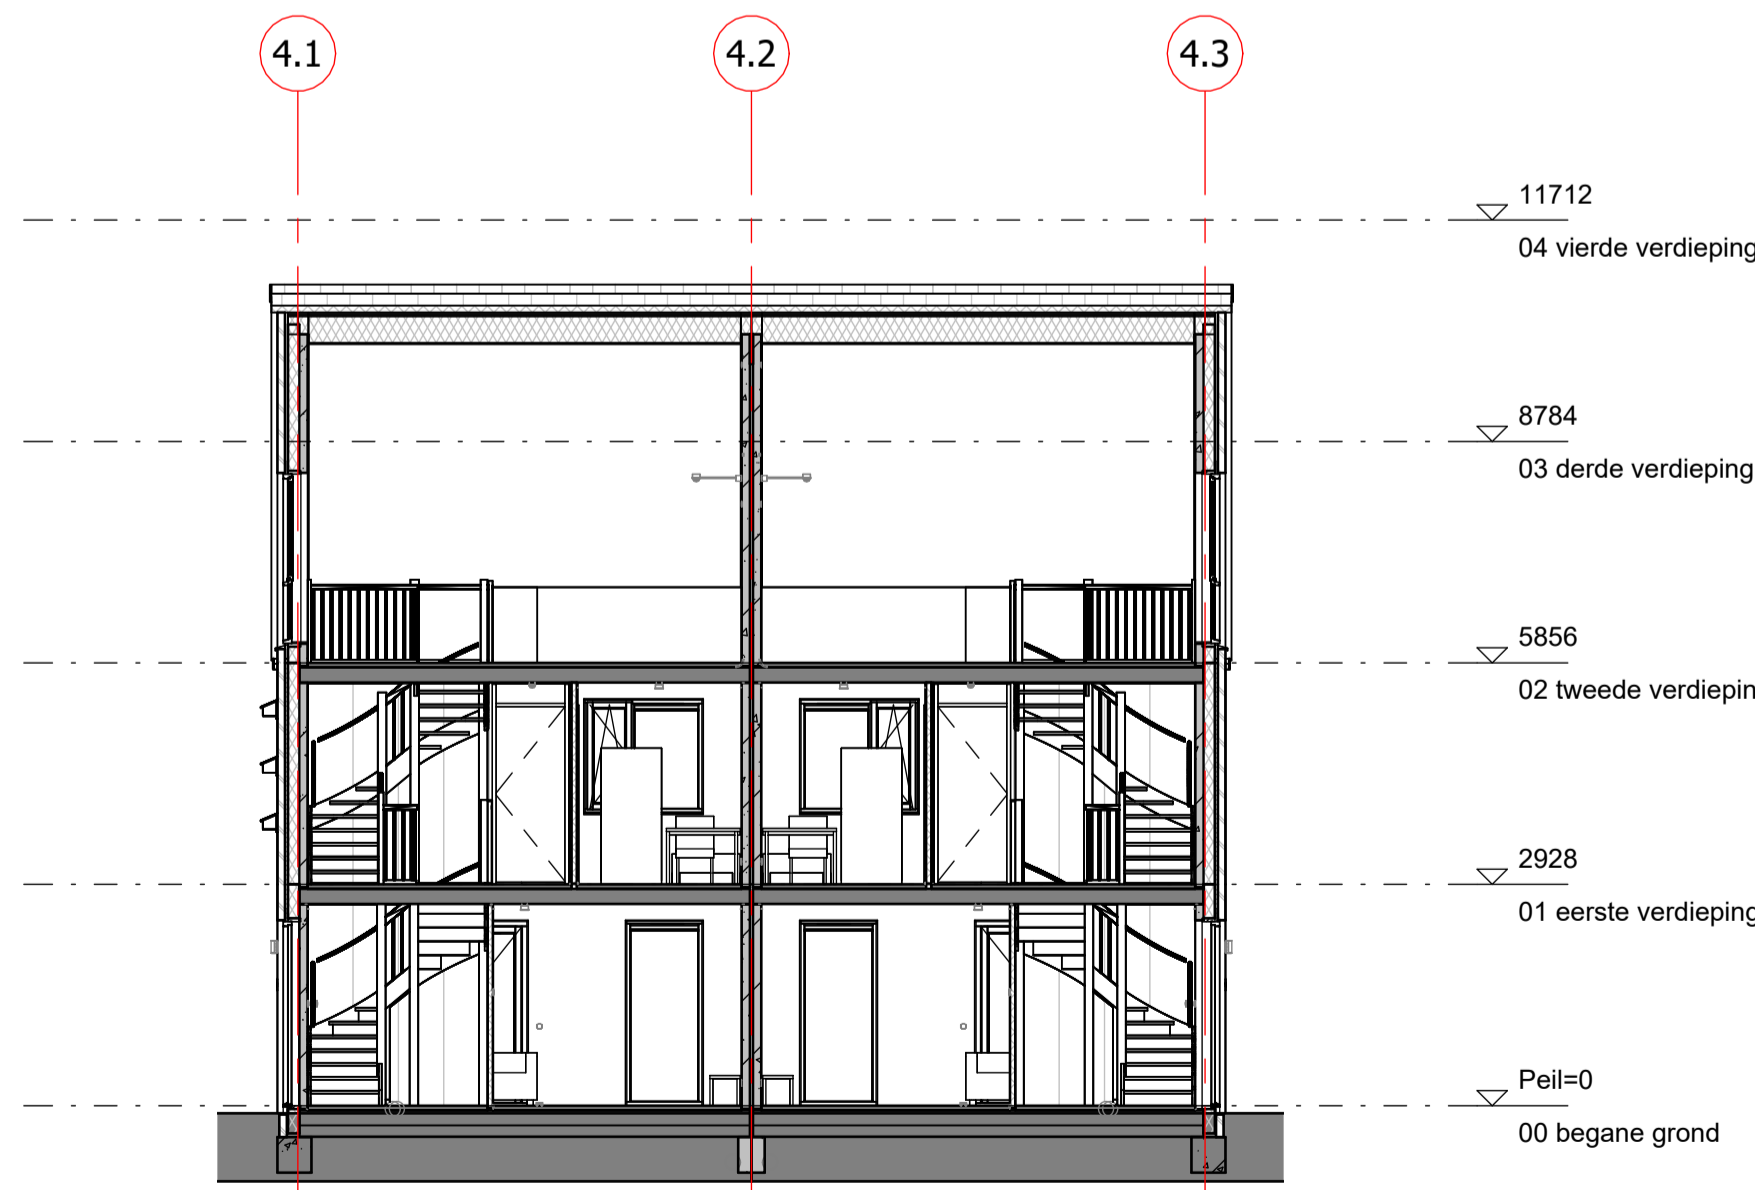 4.1 4.2 4.3
11712
04 vierde verdieping
8784
03 derde verdieping
5856
02 tweede verdiepin
2928
01 eerste verdieping
Peil=0
00 begane grond